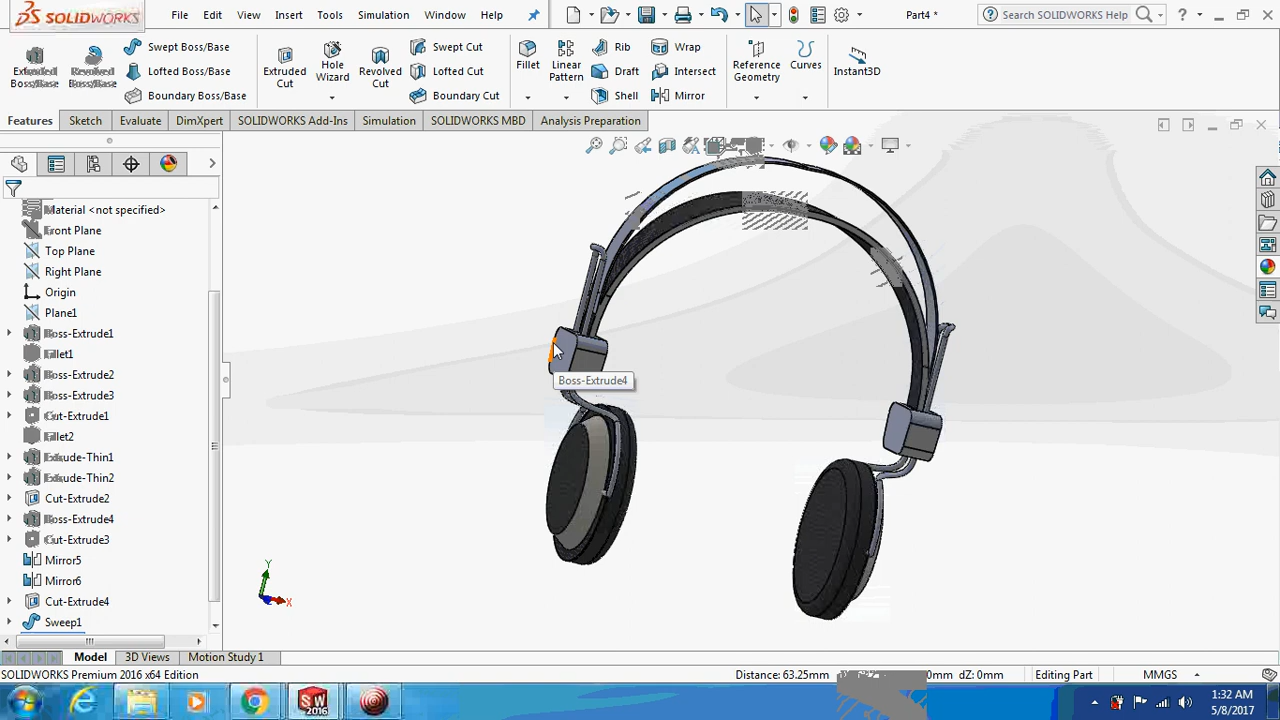 SOLIDWORKS File Edit View Insert Tools Simulation Window Help Part4 * Search SOLIDWORKS Help
Extruded Boss/Base
Revolved Boss/Base
Swept Boss/Base
Lofted Boss/Base
Boundary Boss/Base
Extruded Cut
Hole Wizard
Revolved Cut
Swept Cut
Lofted Cut
Boundary Cut
Fillet
Linear Pattern
Rib
Draft
Shell
Wrap
Intersect
Mirror
Reference Geometry
Curves
Instant3D
Features Sketch Evaluate DimXpert SOLIDWORKS Add-Ins Simulation SOLIDWORKS MBD Analysis Preparation
Material <not specified>
Front Plane
Top Plane
Right Plane
Origin
Plane1
Boss-Extrude1
Fillet1
Boss-Extrude2
Boss-Extrude3
Cut-Extrude1
Fillet2
Extrude-Thin1
Extrude-Thin2
Cut-Extrude2
Boss-Extrude4
Cut-Extrude3
Mirror5
Mirror6
Cut-Extrude4
Sweep1
Boss-Extrude4
Y
X
Model 3D Views Motion Study 1
SOLIDWORKS Premium 2016 x64 Edition Distance: 63.25mm 0mm dZ: 0mm Editing Part MMGS
SW 2016
1:32 AM
5/8/2017